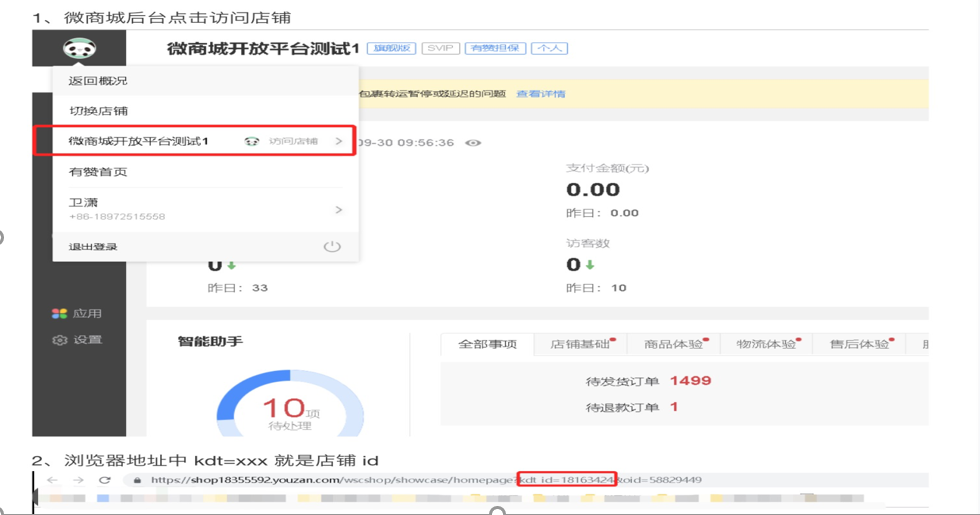 1、 微商城后台点击访问店铺
微商城开放平台测试1 旗舰版 SVIP 有赞担保 个人
返回概况
包裹转运暂停或延迟的问题 查看详情
切换店铺
微商城开放平台测试1 访问店铺 >
09-30 09:56:36
有赞首页
支付金额(元)
0.00
卫潇 >
+86-18972515558
昨日： 0.00
退出登录
访客数
0
0
昨日： 33
昨日： 10
应用
设置
智能助手
全部事项 店铺基础 商品体验 物流体验 售后体验
10项
待处理
待发货订单 1499
待退款订单 1
2、浏览器地址中 kdt=xxx 就是店铺 id
https://shop18355592.youzan.com/wscshop/showcase/homepage?kdt_id=18163424&oid=58829449